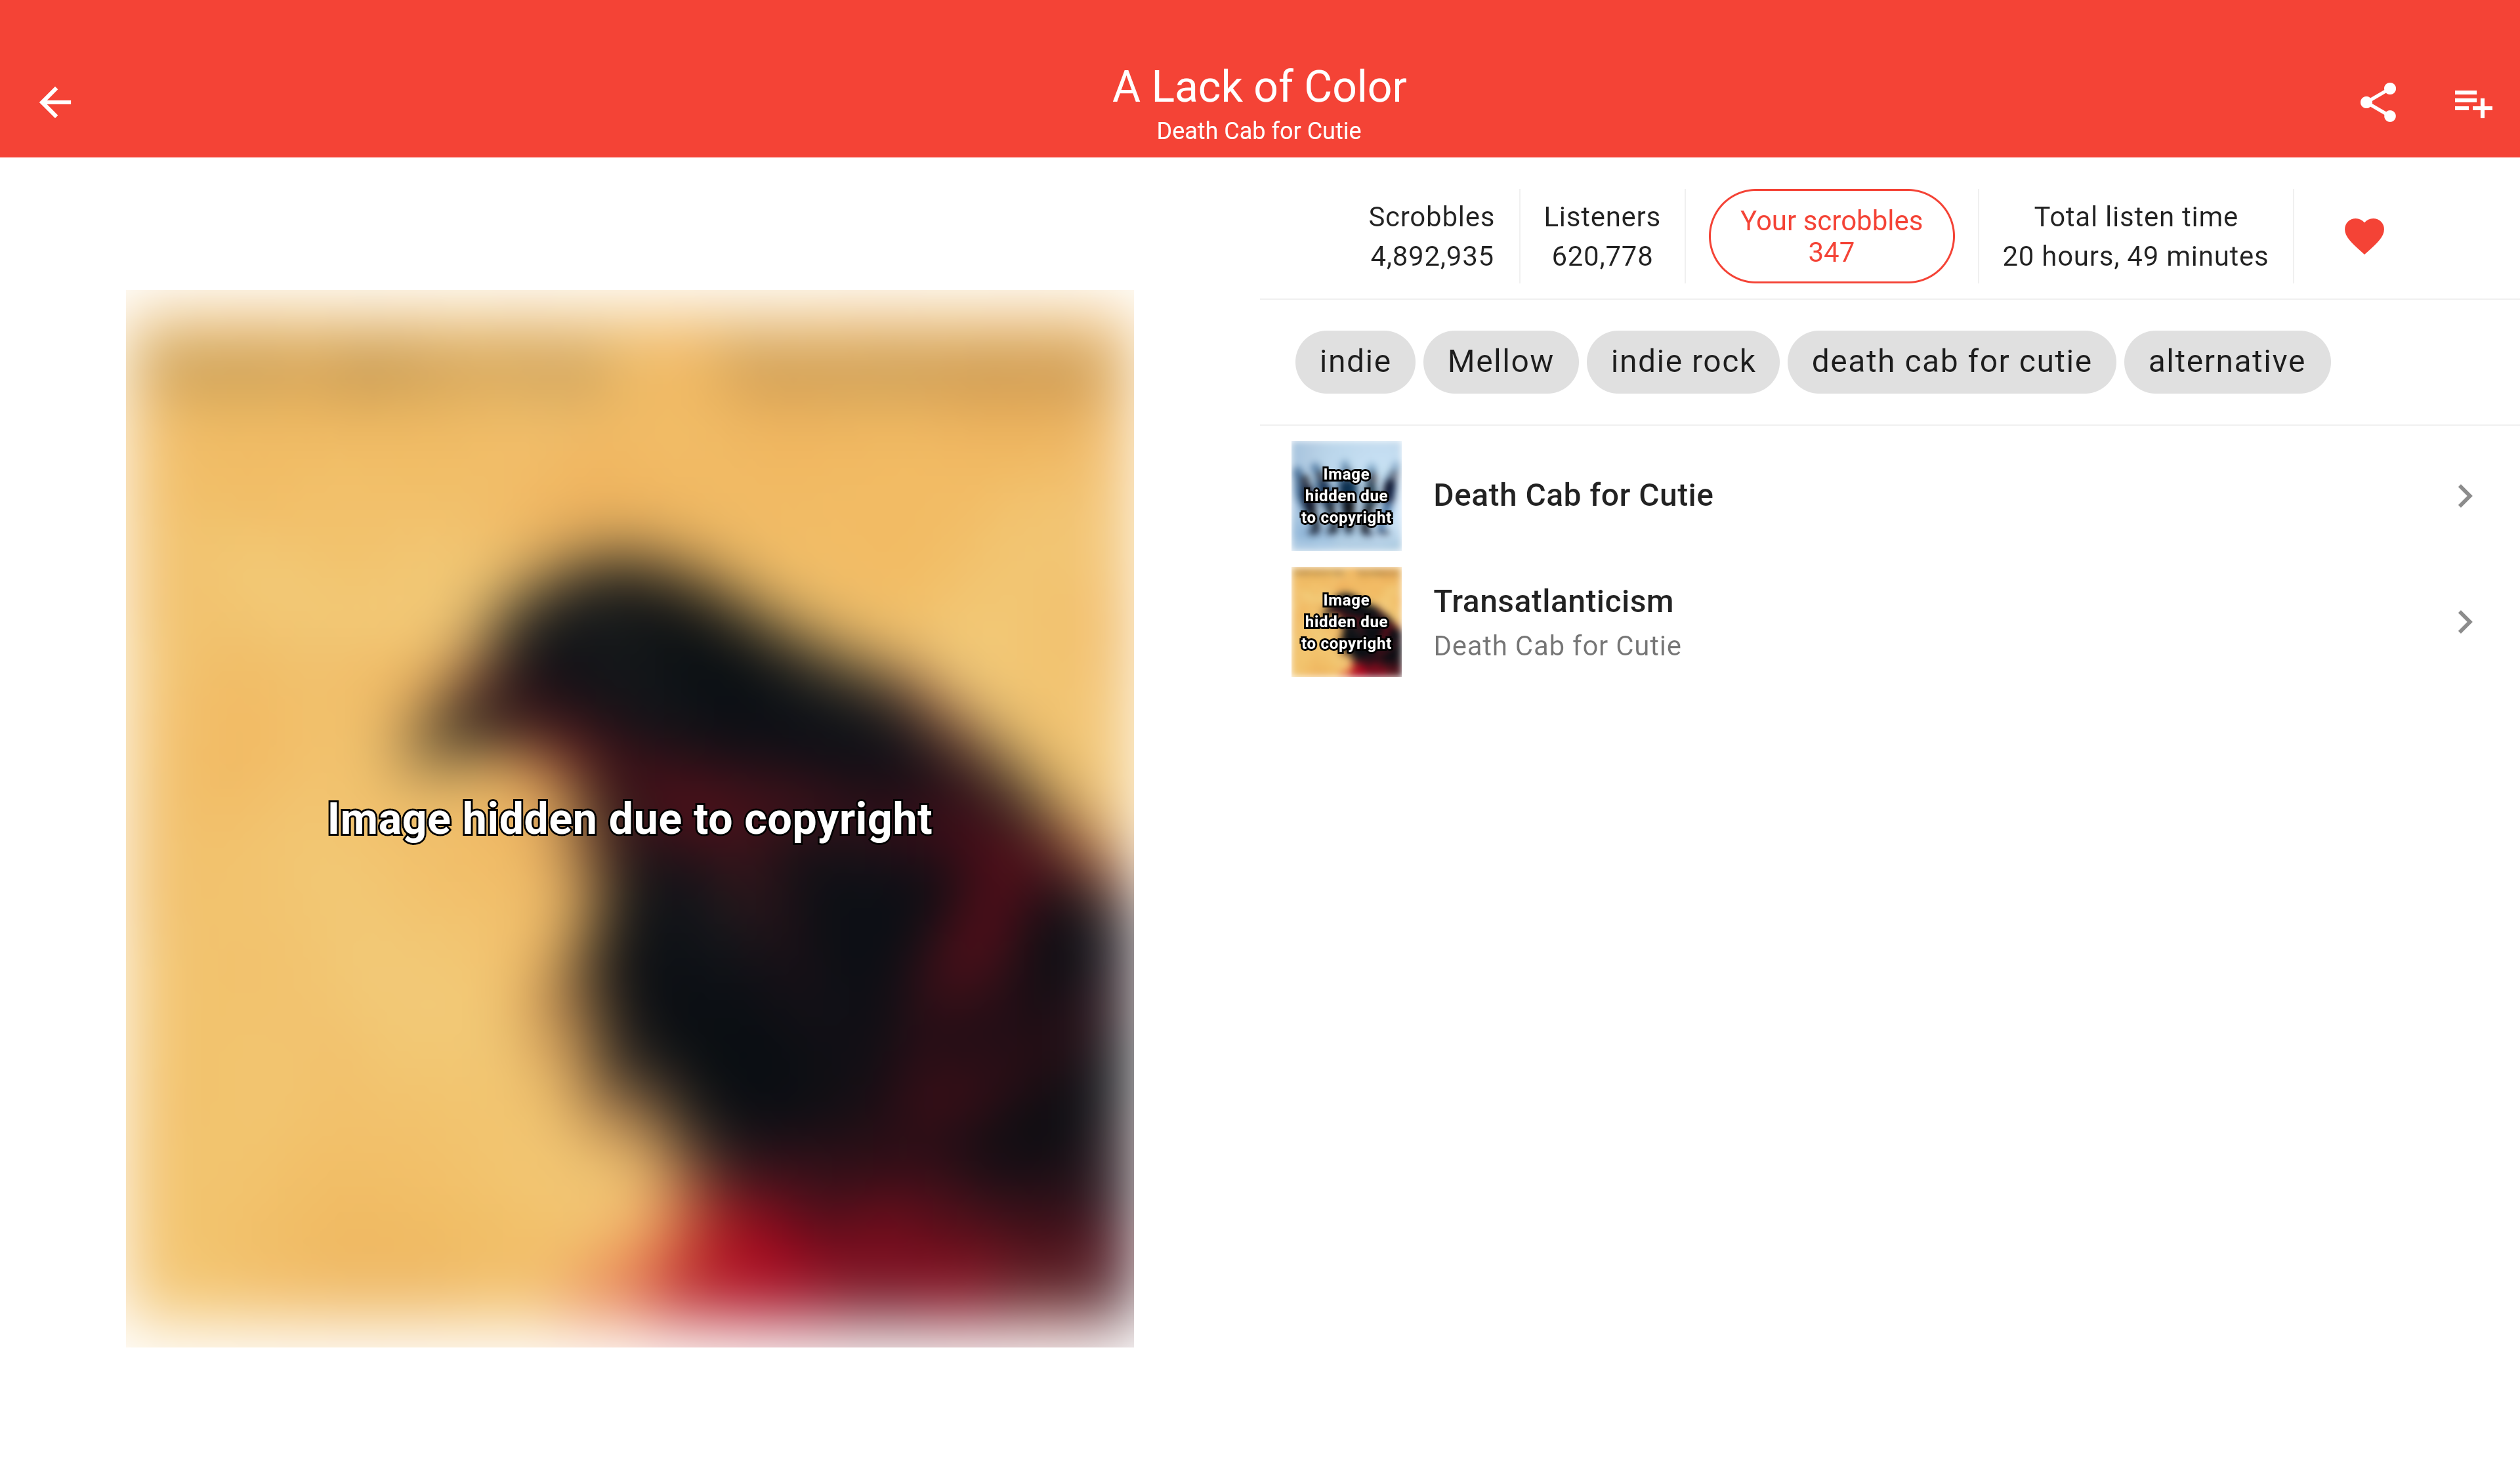 A Lack of Color
Death Cab for Cutie
Scrobbles
4,892,935
Listeners
620,778
Your scrobbles
347
Total listen time
20 hours, 49 minutes
indie
Mellow
indie rock
death cab for cutie
alternative
Image hidden due to copyright
Image
hidden due
to copyright
Death Cab for Cutie
Image
hidden due
to copyright
Transatlanticism
Death Cab for Cutie